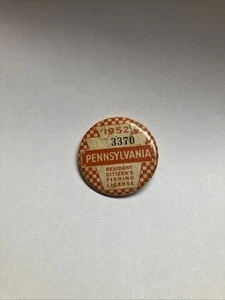 1952
3370
PENNSYLVANIA
RESIDENT
CITIZEN'S
FISHING
LICENSE